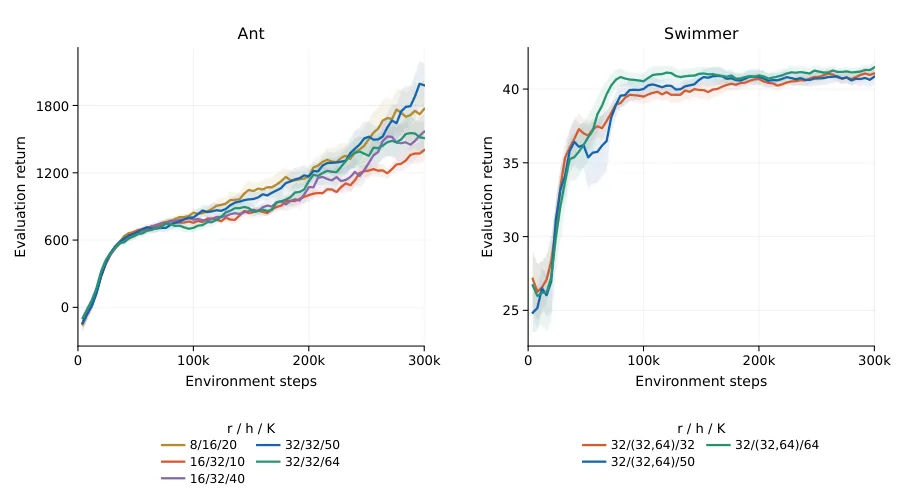 Ant
Swimmer
Evaluation return
1800
1200
600
0
0
100k
200k
300k
Environment steps
Evaluation return
40
35
30
25
0
100k
200k
300k
Environment steps
r / h / K
8/16/20
32/32/50
16/32/10
32/32/64
16/32/40
r / h / K
32/(32,64)/32
32/(32,64)/64
32/(32,64)/50